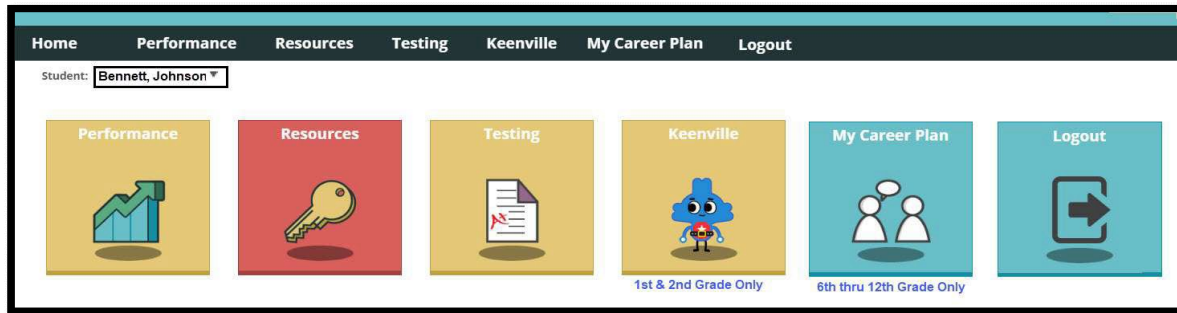 Home Performance Resources Testing Keenville My Career Plan Logout
Student: Bennett, Johnson
Performance Resources Testing Keenville My Career Plan Logout
A+
1st & 2nd Grade Only 6th thru 12th Grade Only